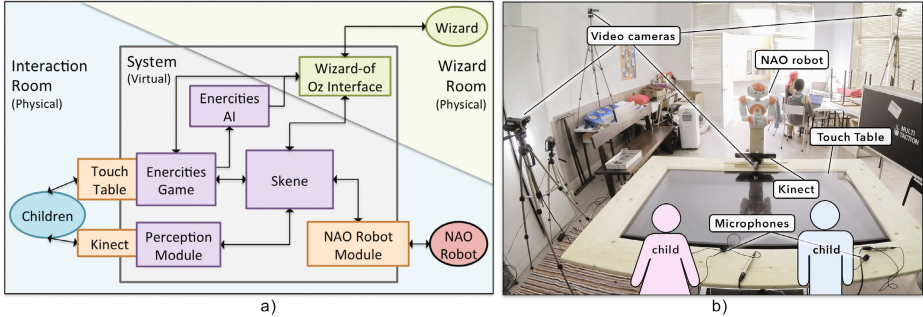 Interaction
Room
(Physical)
System
(Virtual)
Wizard
Wizard-of
Oz Interface
Wizard
Room
(Physical)
Enercities
AI
Touch
Table
Enercities
Game
Skene
Children
Kinect
Perception
Module
NAO Robot
Module
NAO
Robot
a)
Video cameras
NAO robot
Touch Table
MULTI
TACTION
Kinect
Microphones
child
child
b)